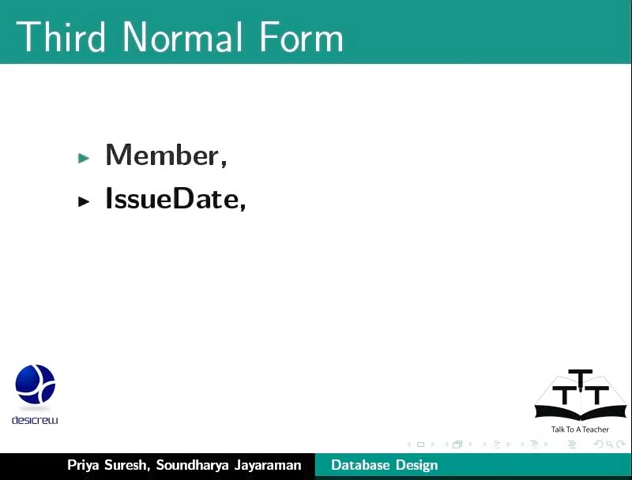 Third Normal Form
Member,
IssueDate,
desicrew
T T T
Talk To A Teacher
Priya Suresh, Soundharya Jayaraman
Database Design